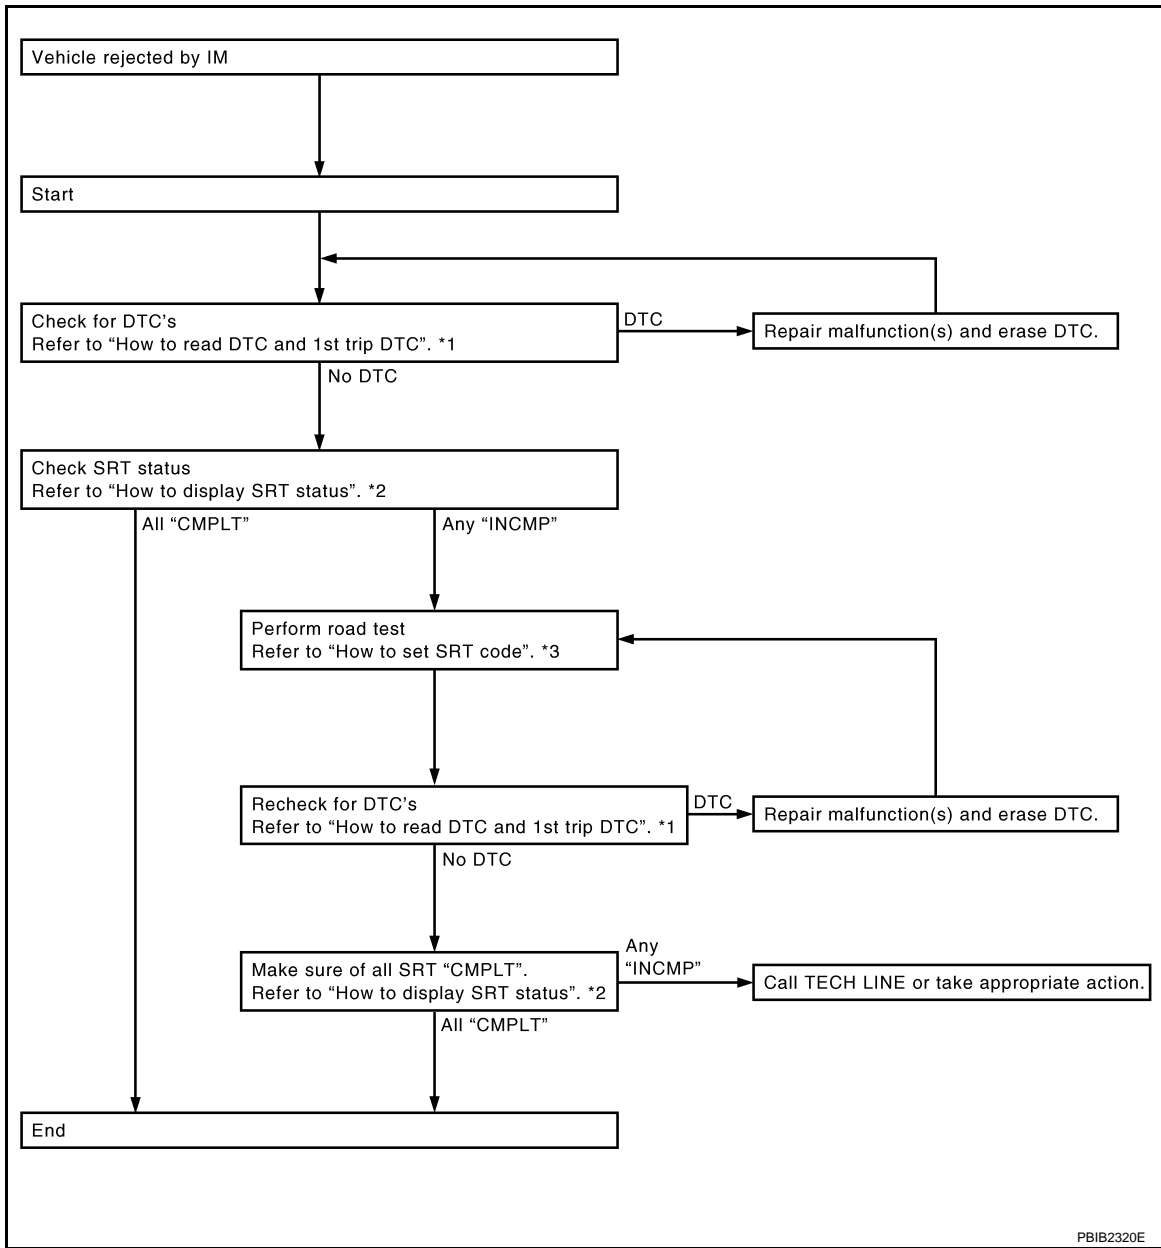 Vehicle rejected by IM
Start
Check for DTC's
Refer to “How to read DTC and 1st trip DTC”. *1
DTC
Repair malfunction(s) and erase DTC.
No DTC
Check SRT status
Refer to “How to display SRT status”. *2
All “CMPLT”
Any “INCMP”
Perform road test
Refer to “How to set SRT code”. *3
Recheck for DTC's
Refer to “How to read DTC and 1st trip DTC”. *1
DTC
Repair malfunction(s) and erase DTC.
No DTC
Make sure of all SRT “CMPLT”.
Refer to “How to display SRT status”. *2
Any
“INCMP”
Call TECH LINE or take appropriate action.
All “CMPLT”
End
PBIB2320E